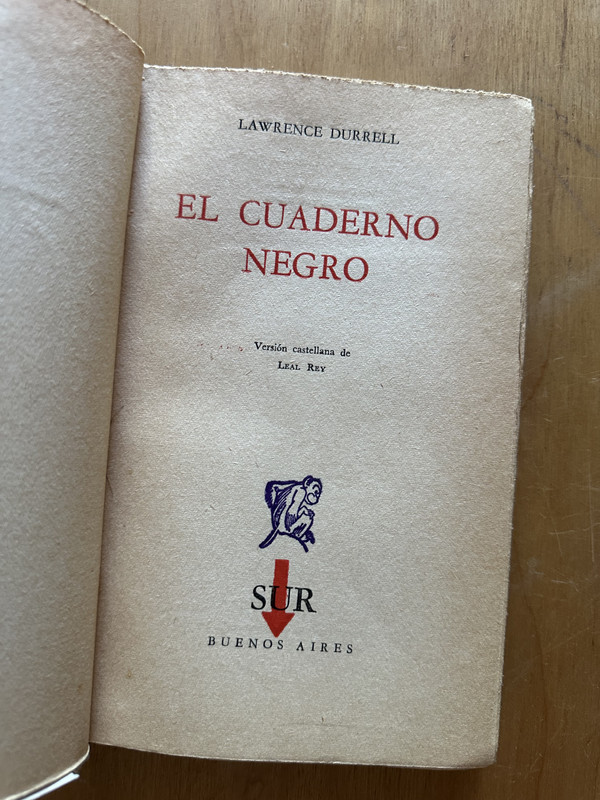 LAWRENCE DURRELL
EL CUADERNO
NEGRO
Versión castellana de
LEAL REY
SUR
BUENOS AIRES